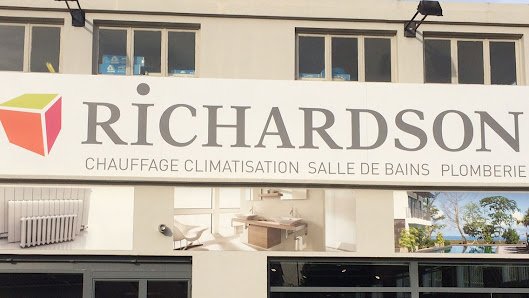 RiCHARDSON
CHAUFFAGE CLIMATISATION SALLE DE BAINS PLOMBERIE